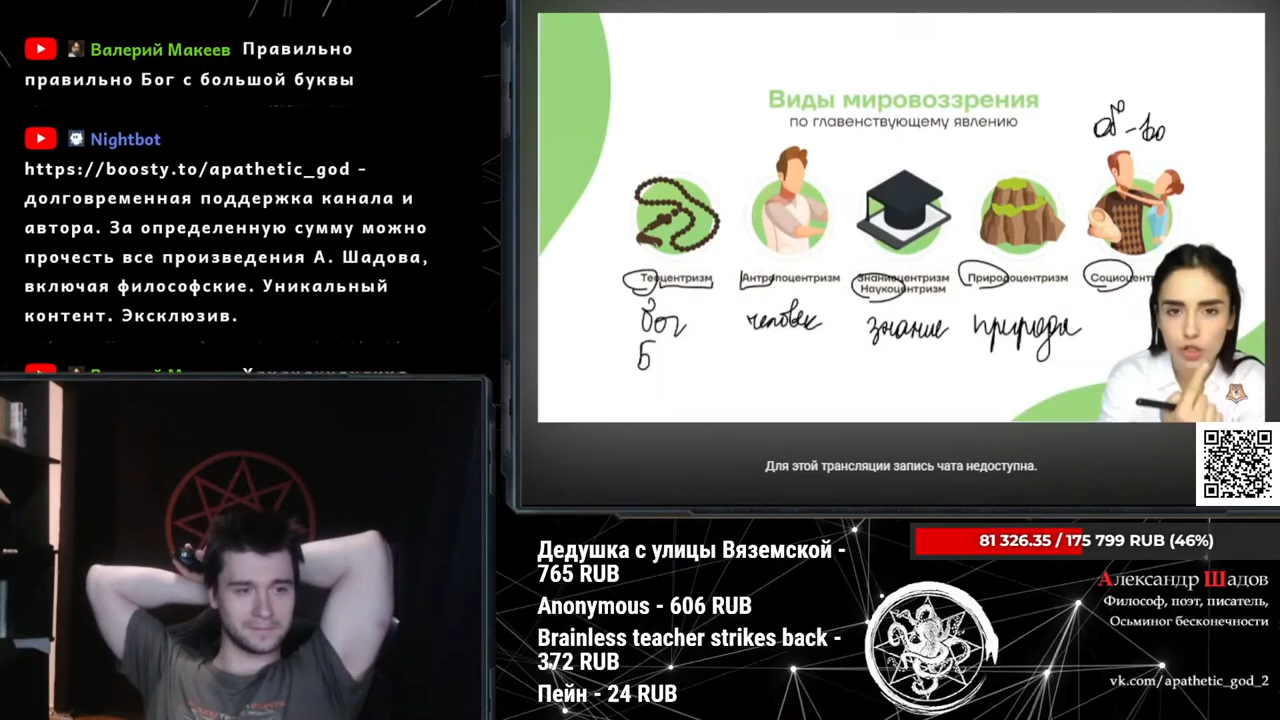 Валерий Макеев Правильно
правильно Бог с большой буквы
Nightbot
https://boosty.to/apathetic_god -
долговременная поддержка канала и
автора. За определенную сумму можно
прочесть все произведения А. Шадова,
включая философские. Уникальный
контент. Эксклюзив.
Виды мировоззрения
по главенствующему явлению
об-во
Теоцентризм
Антропоцентризм
Знаниецентризм
Наукоцентризм
Природоцентризм
бог
Б
человек
знание
природа
Для этой трансляции запись чата недоступна.
81 326.35 / 175 799 RUB (46%)
Дедушка с улицы Вяземской -
765 RUB
Anonymous - 606 RUB
Brainless teacher strikes back -
372 RUB
Пейн - 24 RUB
Александр Шадов
Философ, поэт, писатель,
Осьминог бесконечности
vk.com/apathetic_god_2